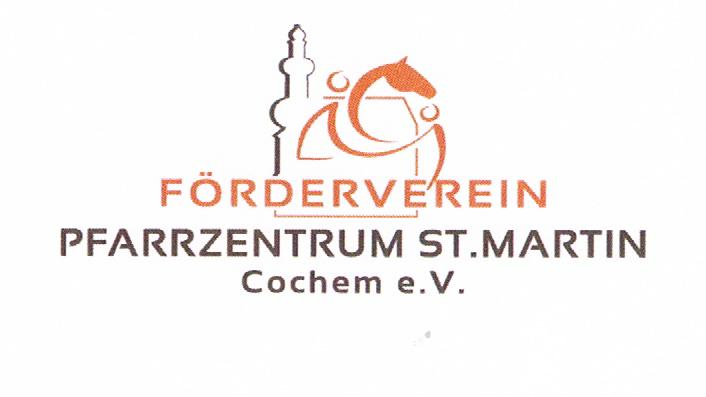 FÖRDERVEREIN
PFARRZENTRUM ST.MARTIN
Cochem e.V.